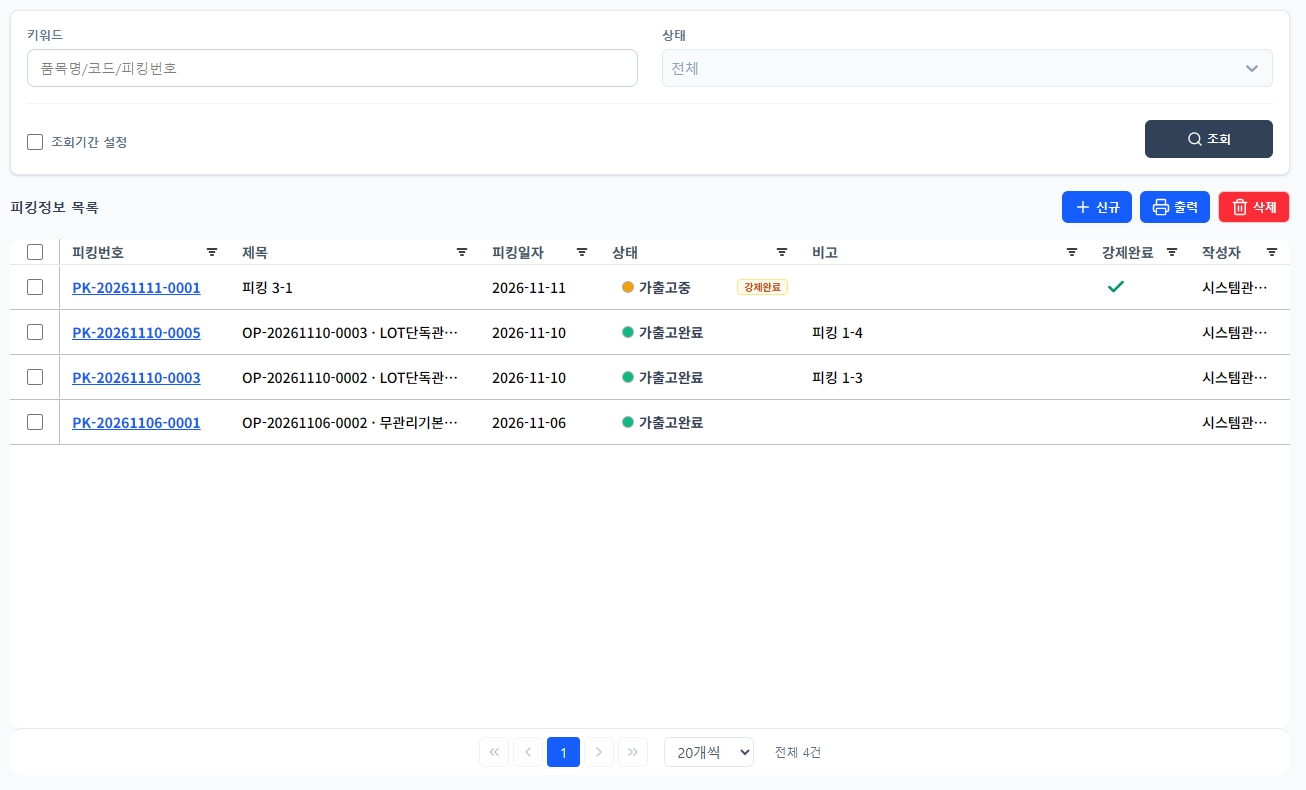 키워드
상태
품목명/코드/피킹번호
전체
조회기간 설정
조회
피킹정보 목록
신규
출력
삭제
피킹번호 제목 피킹일자 상태 비고 강제완료 작성자
PK-20261111-0001 피킹 3-1 2026-11-11 가출고중 강제완료 시스템관…
PK-20261110-0005 OP-20261110-0003 · LOT단독관… 2026-11-10 가출고완료 피킹 1-4 시스템관…
PK-20261110-0003 OP-20261110-0002 · LOT단독관… 2026-11-10 가출고완료 피킹 1-3 시스템관…
PK-20261106-0001 OP-20261106-0002 · 무관리기본… 2026-11-06 가출고완료 시스템관…
« ‹ 1 › » 20개씩 전체 4건